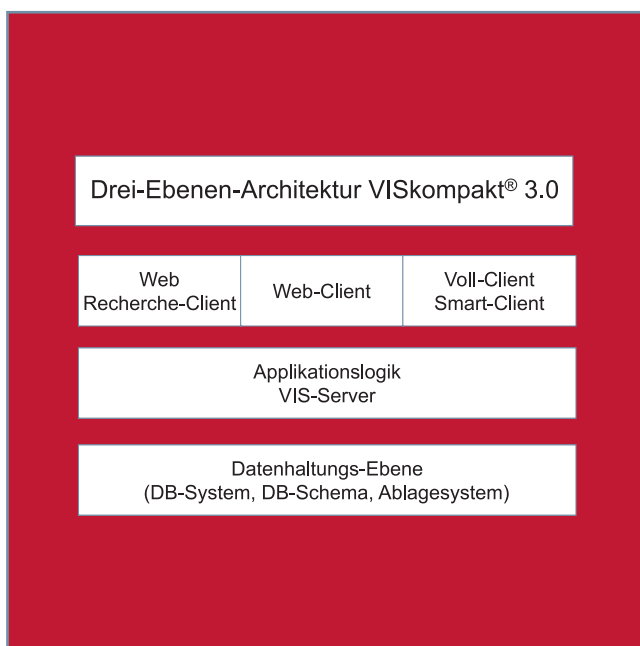 Drei-Ebenen-Architektur VISkompakt® 3.0
Web
Recherche-Client
Web-Client
Voll-Client
Smart-Client
Applikationslogik
VIS-Server
Datenhaltungs-Ebene
(DB-System, DB-Schema, Ablagesystem)